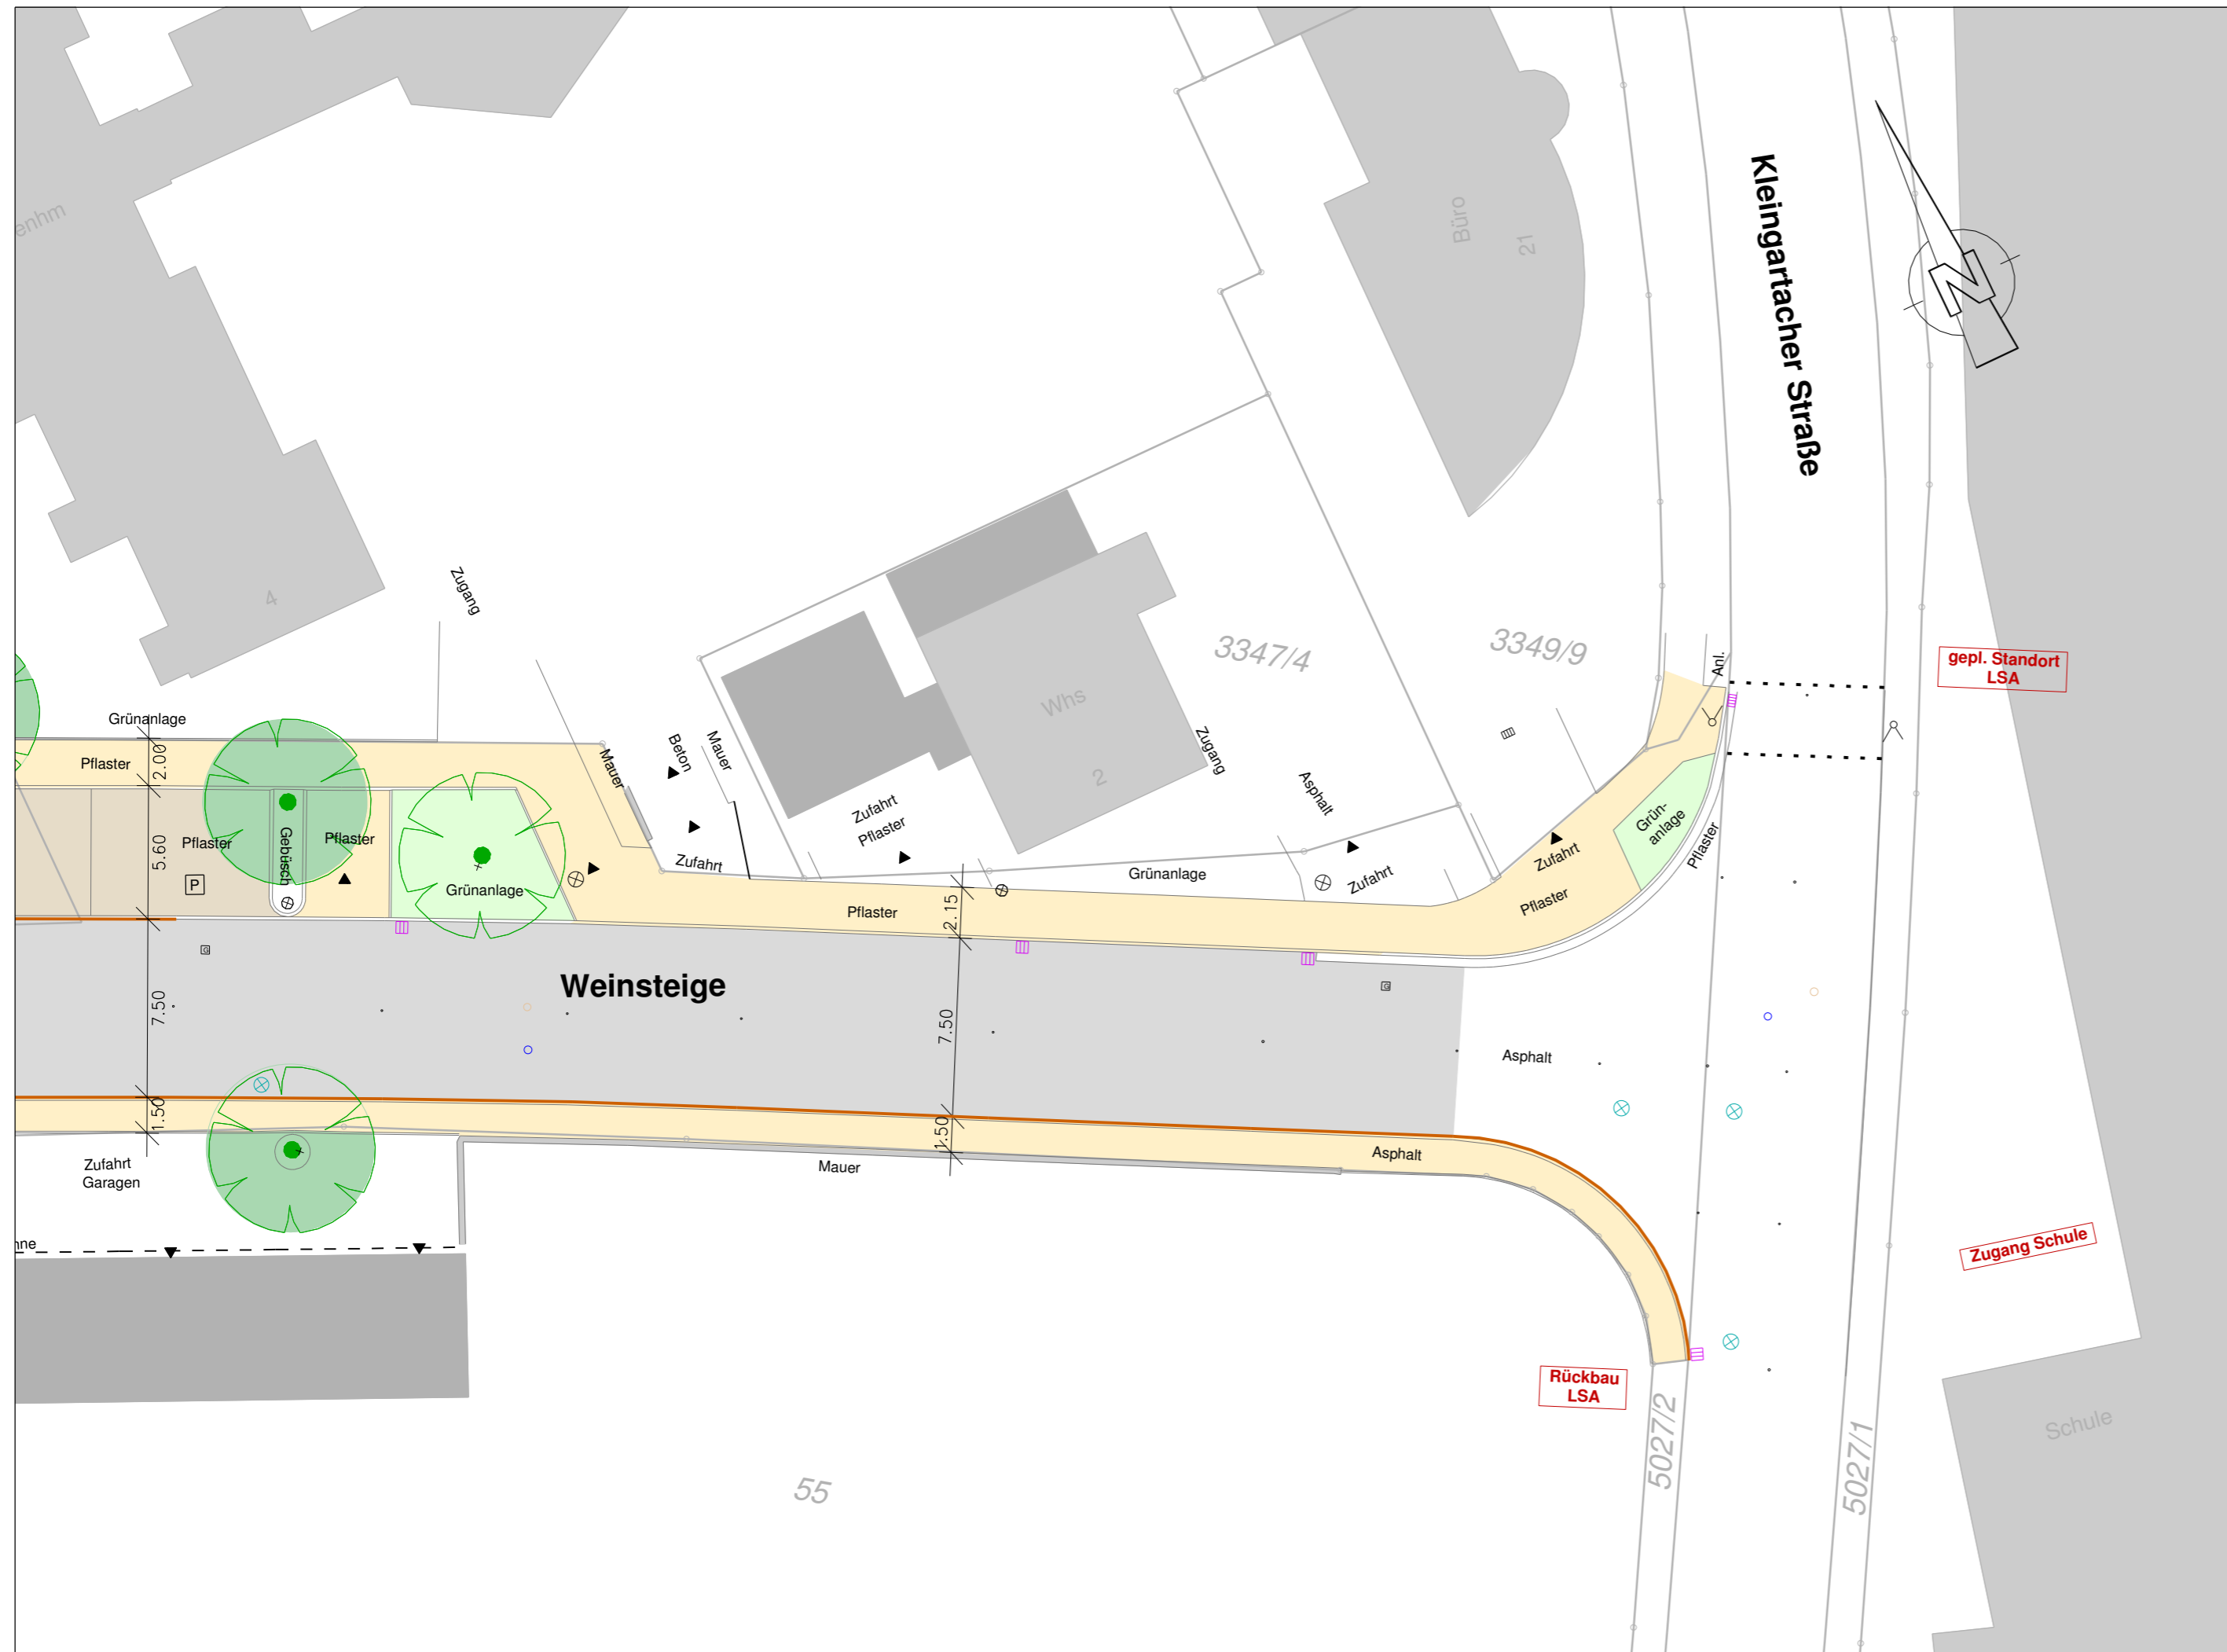 enhm
Büro
21
Kleingartacher Straße
N
4
Zugang
3347/4
3349/9
gepl. Standort
LSA
Anl.
Whs
2
Grünanlage
2.00
Pflaster
Mauer
Beton
Mauer
Zufahrt
Pflaster
Zugang
Asphalt
Grün-
anlage
Pflaster
5.60
Pflaster
Gebüsch
Pflaster
P
Grünanlage
Zufahrt
Grünanlage
Zufahrt
Zufahrt
Pflaster
Pflaster
2.15
G
G
Weinsteige
7.50
7.50
Asphalt
1.50
1.50
Asphalt
Mauer
Zufahrt
Garagen
nne
Zugang Schule
Rückbau
LSA
5027/2
5027/1
Schule
55